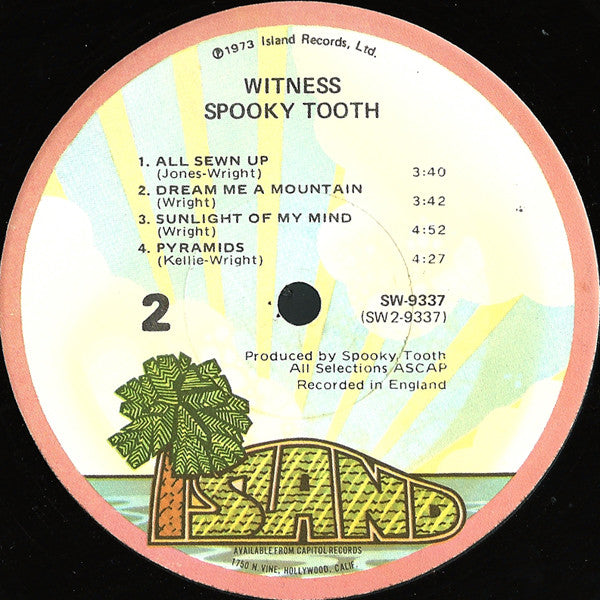 ℗1973 Island Records, Ltd.
WITNESS
SPOOKY TOOTH
1. ALL SEWN UP
(Jones-Wright) 3:40
2. DREAM ME A MOUNTAIN
(Wright) 3:42
3. SUNLIGHT OF MY MIND
(Wright) 4:52
4. PYRAMIDS
(Kellie-Wright) 4:27
2
SW-9337
(SW2-9337)
Produced by Spooky Tooth
All Selections ASCAP
Recorded in England
ISLAND
AVAILABLE FROM CAPITOL RECORDS
1750 N. VINE, HOLLYWOOD, CALIF.